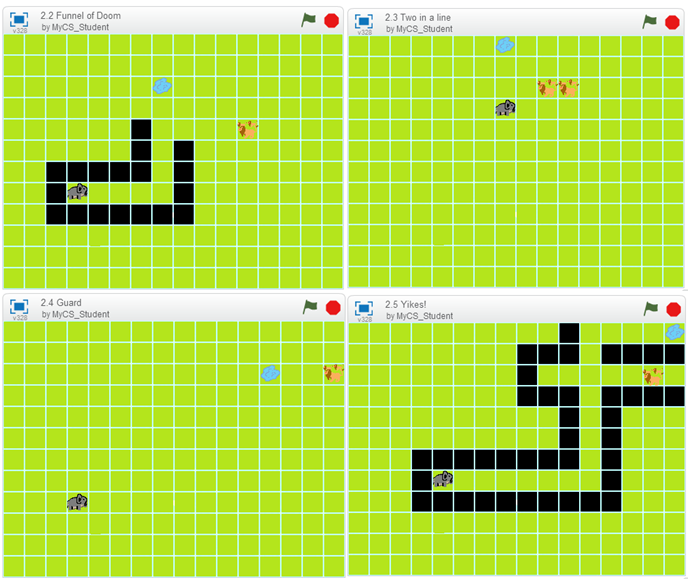 2.2 Funnel of Doom
by MyCS_Student
v328
2.3 Two in a line
by MyCS_Student
v328
2.4 Guard
by MyCS_Student
v328
2.5 Yikes!
by MyCS_Student
v328